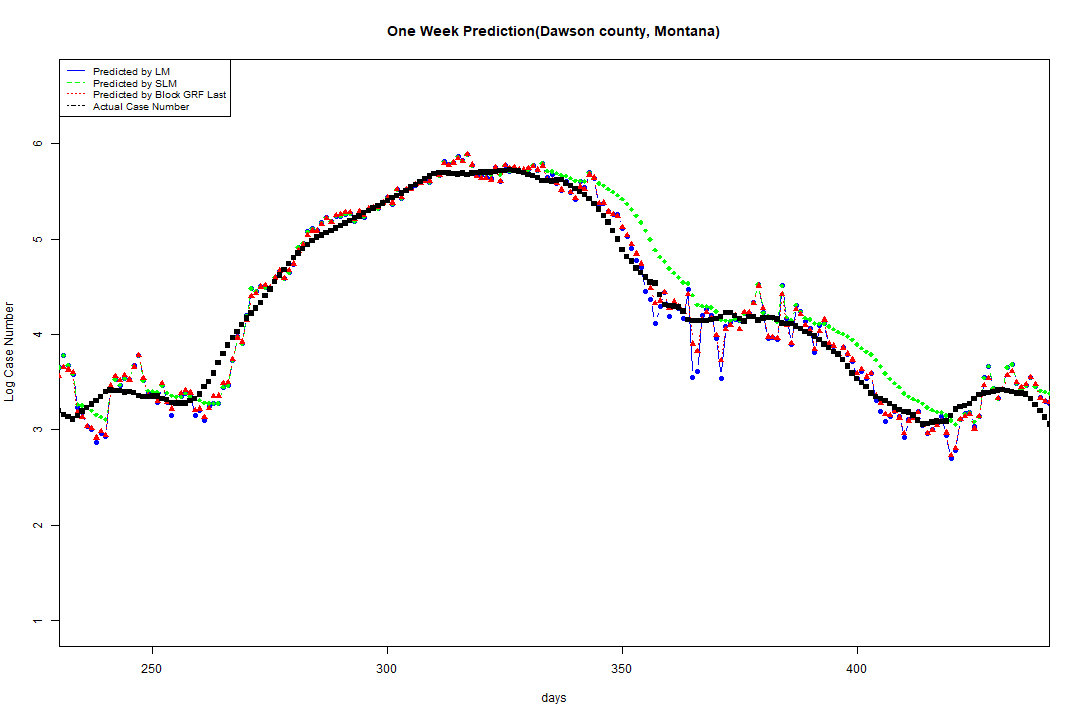 One Week Prediction(Dawson county, Montana)
Predicted by LM
Predicted by SLM
Predicted by Block GRF Last
Actual Case Number
6
5
4
3
2
1
Log Case Number
250 300 350 400
days